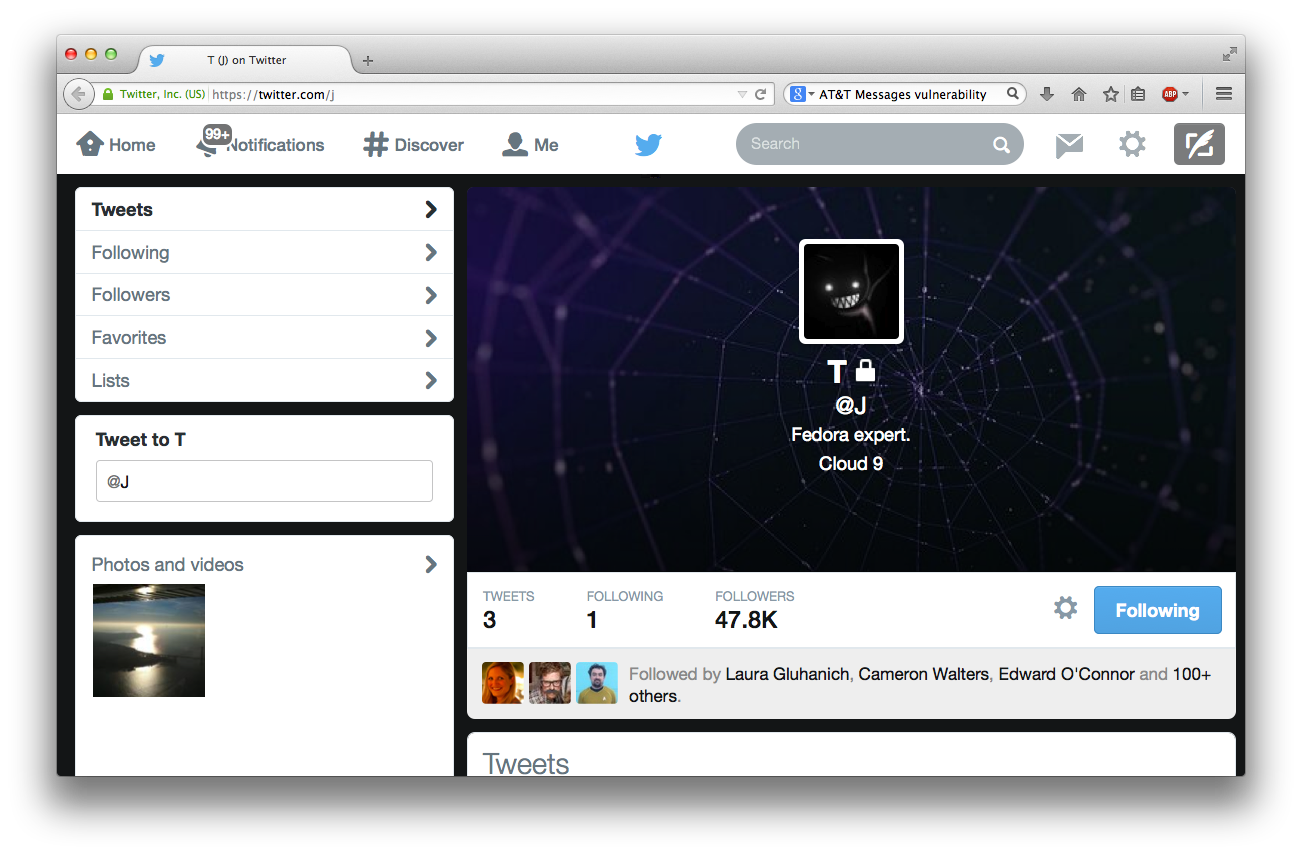 T (J) on Twitter
Twitter, Inc. (US) https://twitter.com/j
8 AT&T Messages vulnerability
ABP
Home
99+
Notifications
Discover
Me
Search
Tweets
Following
Followers
Favorites
Lists
Tweet to T
@J
Photos and videos
T
@J
Fedora expert.
Cloud 9
TWEETS FOLLOWING FOLLOWERS
3 1 47.8K
Following
Followed by Laura Gluhanich, Cameron Walters, Edward O'Connor and 100+
others.
Tweets